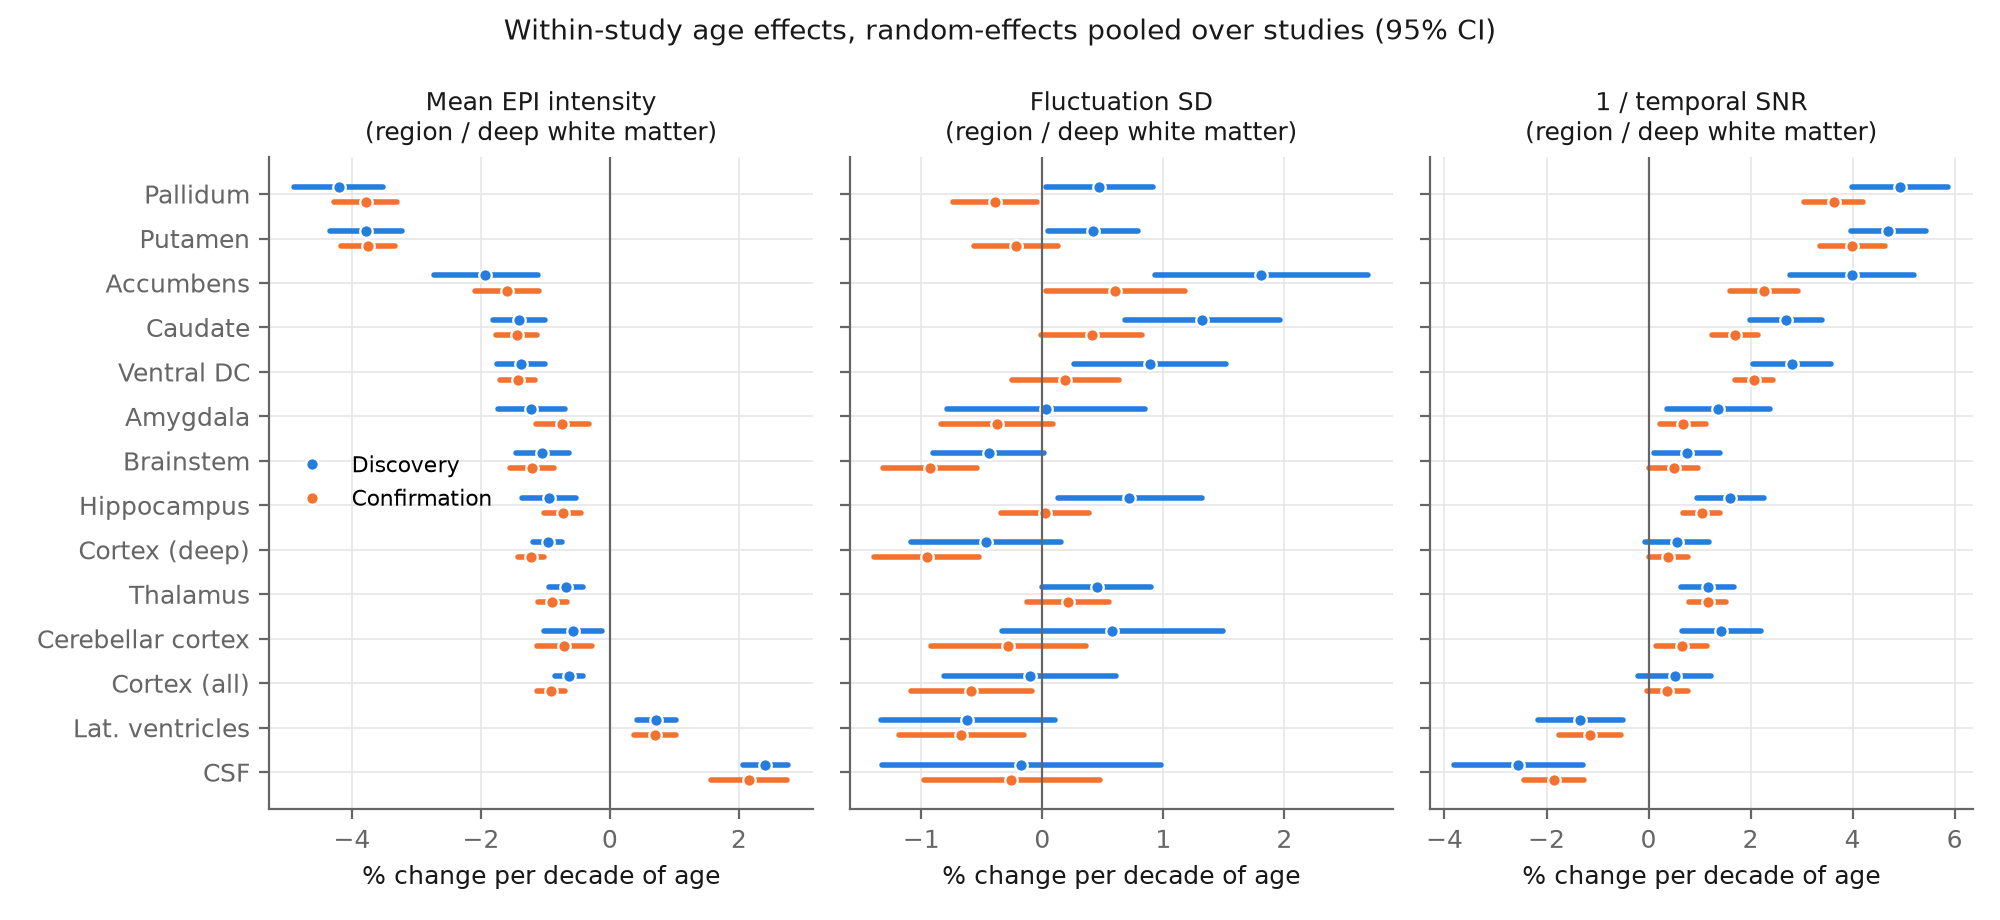 Within-study age effects, random-effects pooled over studies (95% CI)
Mean EPI intensity
(region / deep white matter)
Fluctuation SD
(region / deep white matter)
1 / temporal SNR
(region / deep white matter)
Pallidum
Putamen
Accumbens
Caudate
Ventral DC
Amygdala
Brainstem
Hippocampus
Cortex (deep)
Thalamus
Cerebellar cortex
Cortex (all)
Lat. ventricles
CSF
Discovery
Confirmation
−4 −2 0 2
−1 0 1 2
−4 −2 0 2 4 6
% change per decade of age
% change per decade of age
% change per decade of age